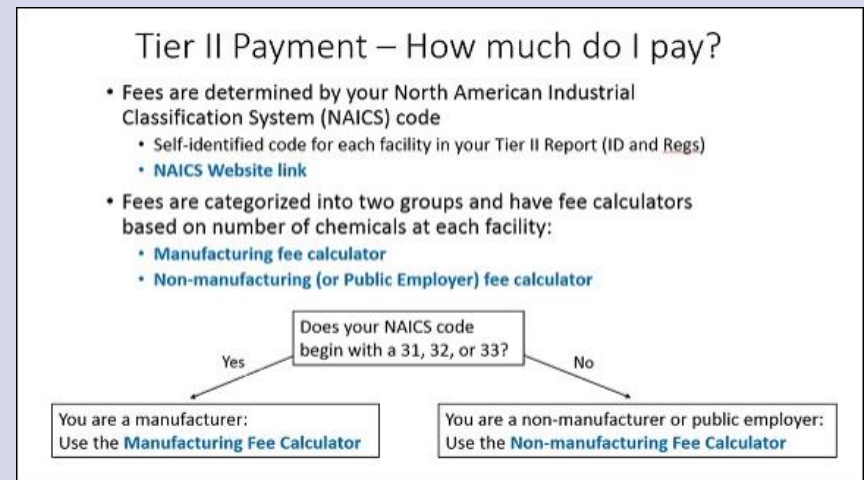 Tier II Payment – How much do I pay?
• Fees are determined by your North American Industrial
Classification System (NAICS) code
• Self-identified code for each facility in your Tier II Report (ID and Regs)
• NAICS Website link
• Fees are categorized into two groups and have fee calculators
based on number of chemicals at each facility:
• Manufacturing fee calculator
• Non-manufacturing (or Public Employer) fee calculator
Does your NAICS code
begin with a 31, 32, or 33?
Yes
No
You are a manufacturer:
Use the Manufacturing Fee Calculator
You are a non-manufacturer or public employer:
Use the Non-manufacturing Fee Calculator